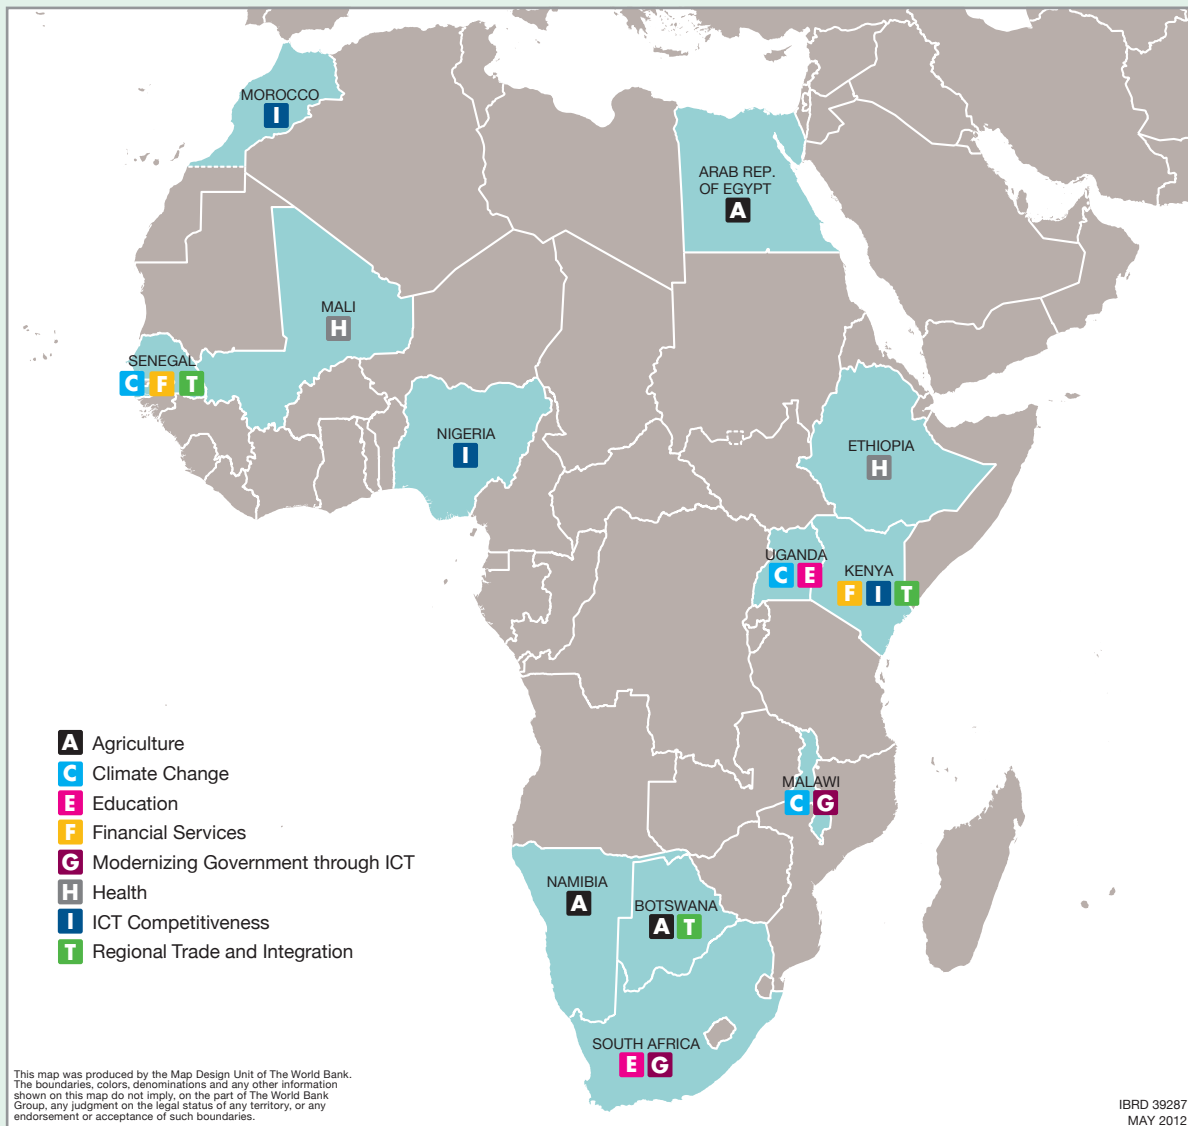 MOROCCO
I
ARAB REP.
OF EGYPT
A
MALI
H
SENEGAL
C F T
NIGERIA
I
ETHIOPIA
H
UGANDA
C E
KENYA
F I T
A Agriculture
C Climate Change
E Education
F Financial Services
G Modernizing Government through ICT
H Health
I ICT Competitiveness
T Regional Trade and Integration
MALAWI
C G
NAMIBIA
A
BOTSWANA
A T
SOUTH AFRICA
E G
This map was produced by the Map Design Unit of The World Bank.
The boundaries, colors, denominations and any other information
shown on this map do not imply, on the part of The World Bank
Group, any judgment on the legal status of any territory, or any
endorsement or acceptance of such boundaries.
IBRD 39287
MAY 2012